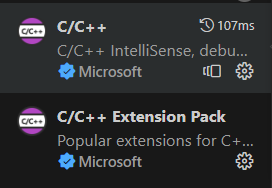 C/C++
C/C++
107ms
C/C++ IntelliSense, debu...
Microsoft
C/C++
C/C++ Extension Pack
Popular extensions for C+...
Microsoft